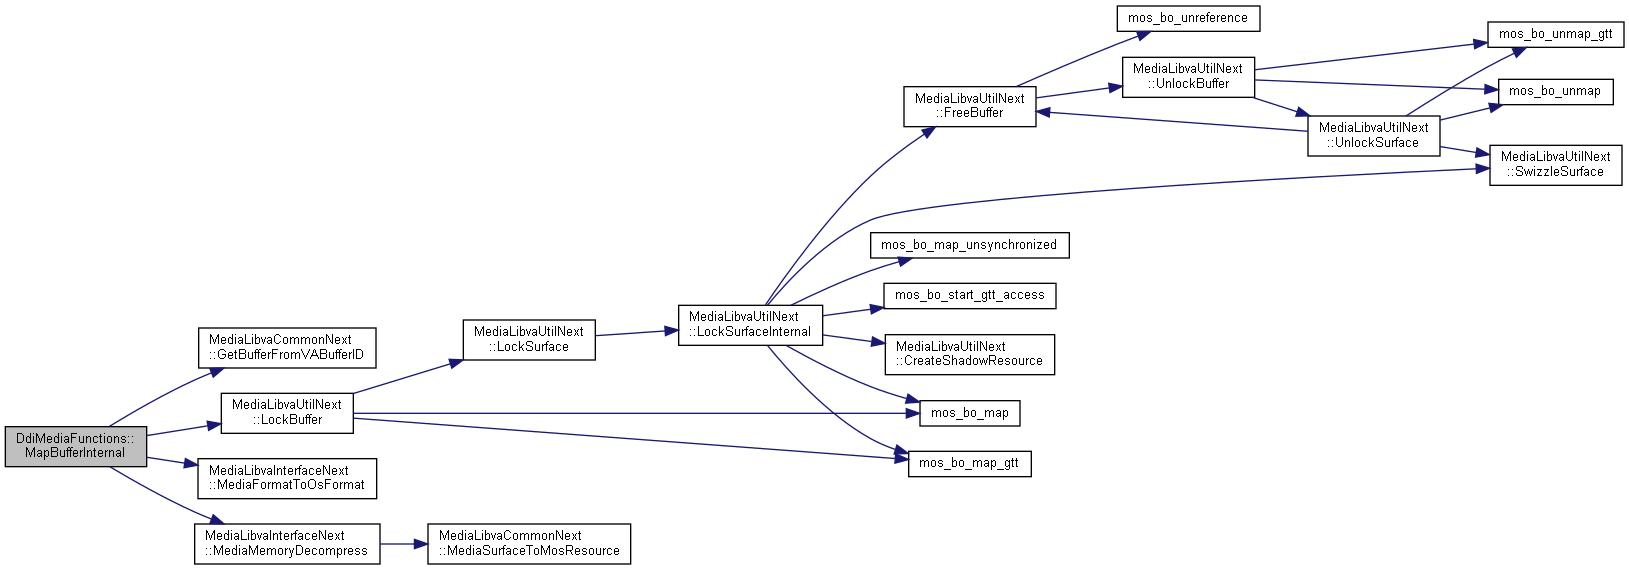 mos_bo_unreference
mos_bo_unmap_gtt
MediaLibvaUtilNext
::UnlockBuffer
mos_bo_unmap
MediaLibvaUtilNext
::FreeBuffer
MediaLibvaUtilNext
::UnlockSurface
MediaLibvaUtilNext
::SwizzleSurface
mos_bo_map_unsynchronized
mos_bo_start_gtt_access
MediaLibvaUtilNext
::LockSurfaceInternal
MediaLibvaUtilNext
::LockSurface
MediaLibvaCommonNext
::GetBufferFromVABufferID
MediaLibvaUtilNext
::CreateShadowResource
MediaLibvaUtilNext
::LockBuffer
mos_bo_map
DdiMediaFunctions::
MapBufferInternal
mos_bo_map_gtt
MediaLibvaInterfaceNext
::MediaFormatToOsFormat
MediaLibvaInterfaceNext
::MediaMemoryDecompress
MediaLibvaCommonNext
::MediaSurfaceToMosResource